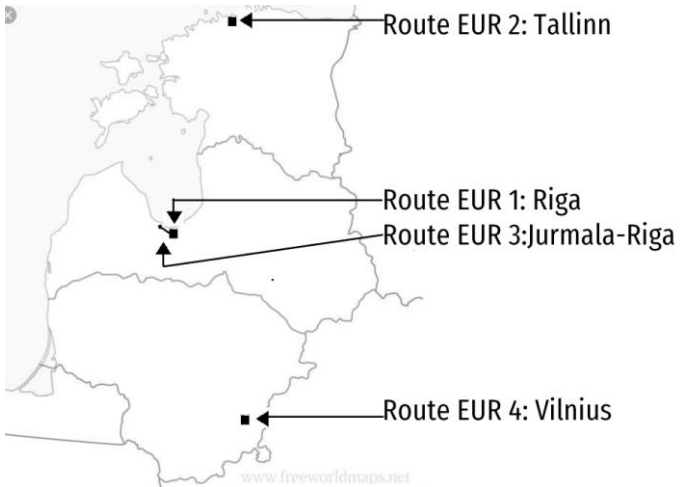 Route EUR 2: Tallinn
Route EUR 1: Riga
Route EUR 3:Jurmala-Riga
Route EUR 4: Vilnius
www.freeworldmaps.net